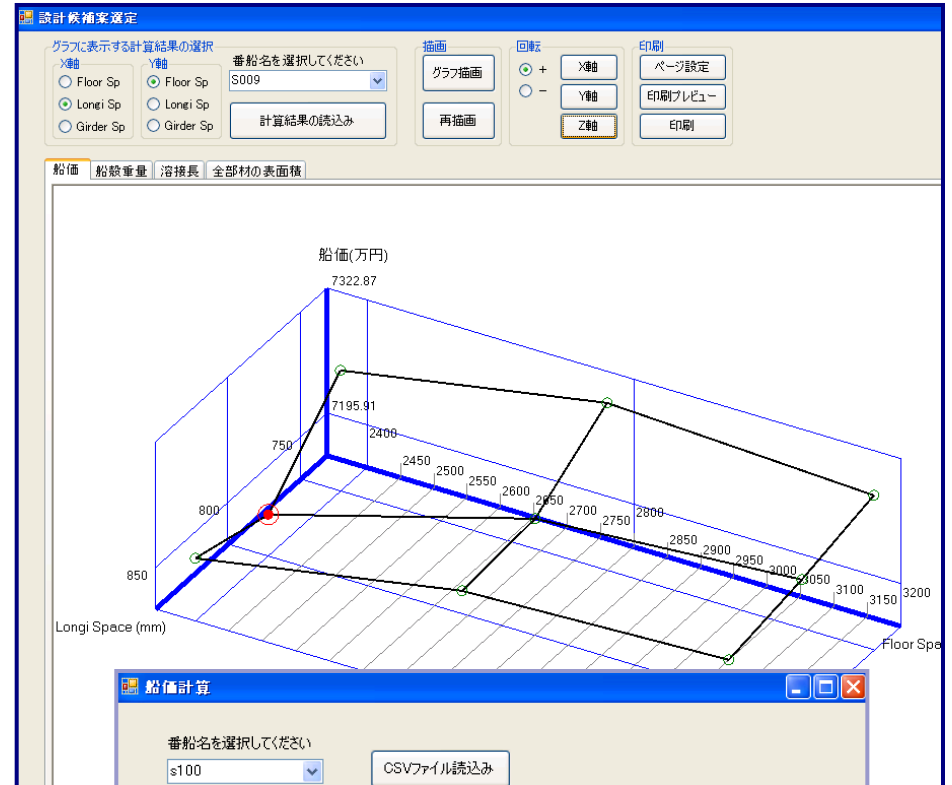 設計候補案選定
グラフに表示する計算結果の選択
X軸
Y軸
番船名を選択してください
描画
回転
印刷
Floor Sp
Floor Sp
S009
グラフ描画
+
X軸
ページ設定
Longi Sp
Longi Sp
-
Y軸
印刷プレビュー
Girder Sp
Girder Sp
計算結果の読込み
再描画
Z軸
印刷
船価
船殻重量
溶接長
全部材の表面積
船価(万円)
7322.87
7195.91
2400
750
2450
2500
2550
2600
2650
2700
2750
2800
800
2850
2900
2950
3000
3050
3100
3150
3200
850
Longi Space (mm)
Floor Spa
船価計算
番船名を選択してください
s100
CSVファイル読込み